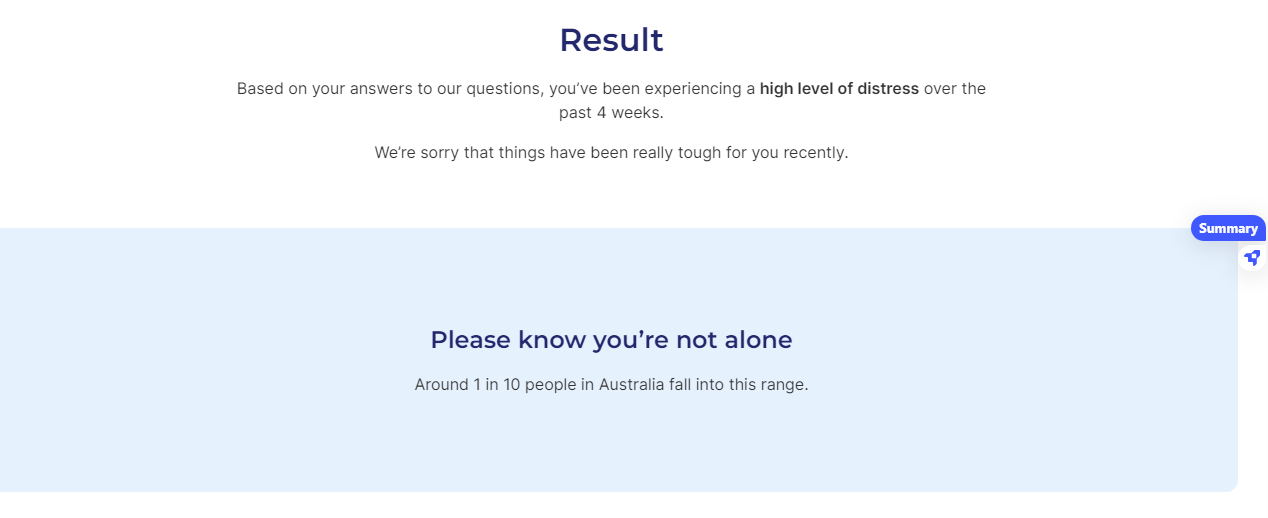 Result
Based on your answers to our questions, you’ve been experiencing a high level of distress over the
past 4 weeks.
We’re sorry that things have been really tough for you recently.
Summary
Please know you’re not alone
Around 1 in 10 people in Australia fall into this range.